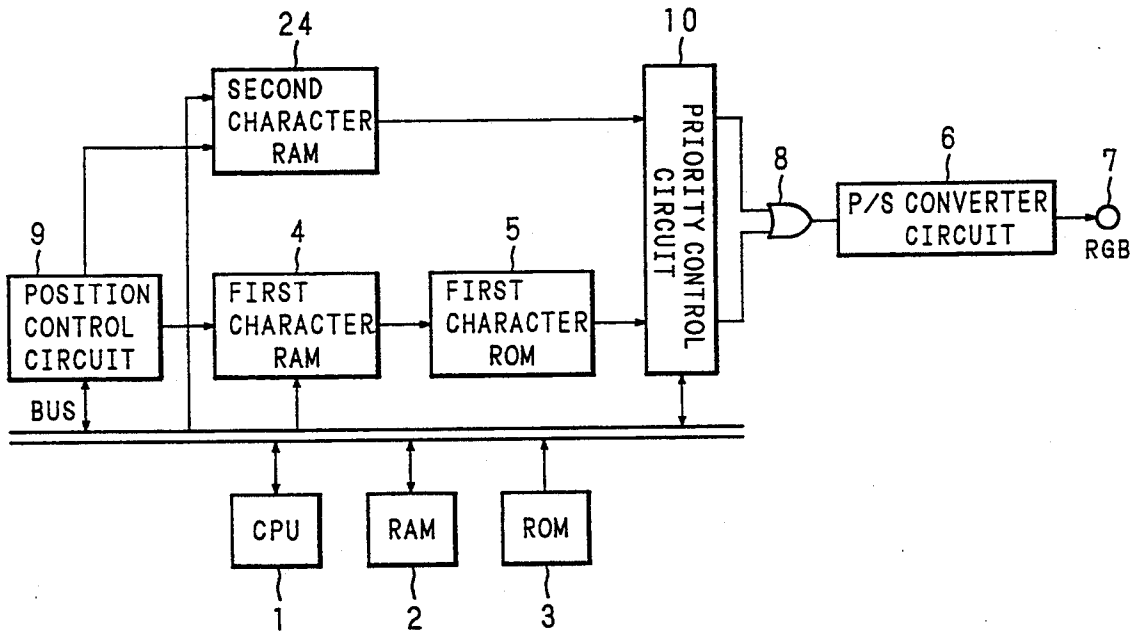 24
SECOND
CHARACTER
RAM
10
PRIORITY CONTROL
CIRCUIT
8
6
P/S CONVERTER
CIRCUIT
7
RGB
9
POSITION
CONTROL
CIRCUIT
4
FIRST
CHARACTER
RAM
5
FIRST
CHARACTER
ROM
BUS
CPU
RAM
ROM
1
2
3